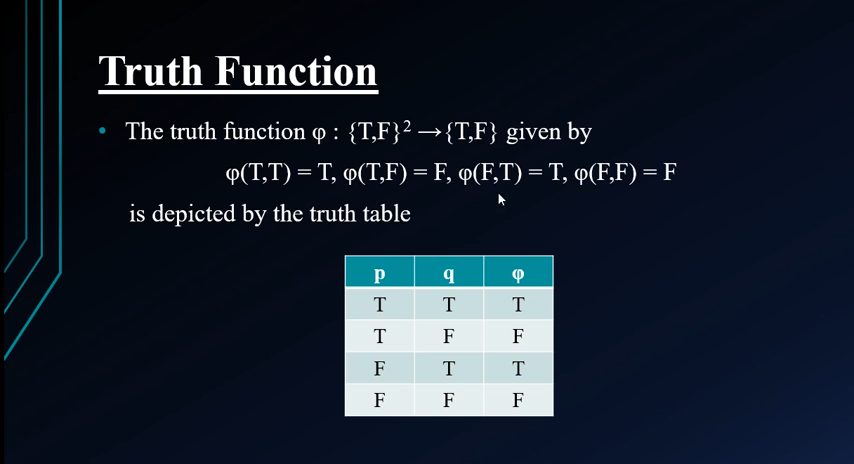 Truth Function
• The truth function φ : {T,F}² →{T,F} given by
φ(T,T) = T, φ(T,F) = F, φ(F,T) = T, φ(F,F) = F
is depicted by the truth table
p q φ
T T T
T F F
F T T
F F F